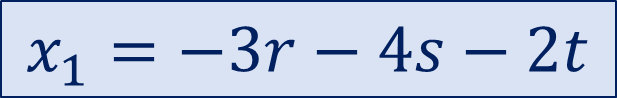 x₁ = −3r − 4s − 2t